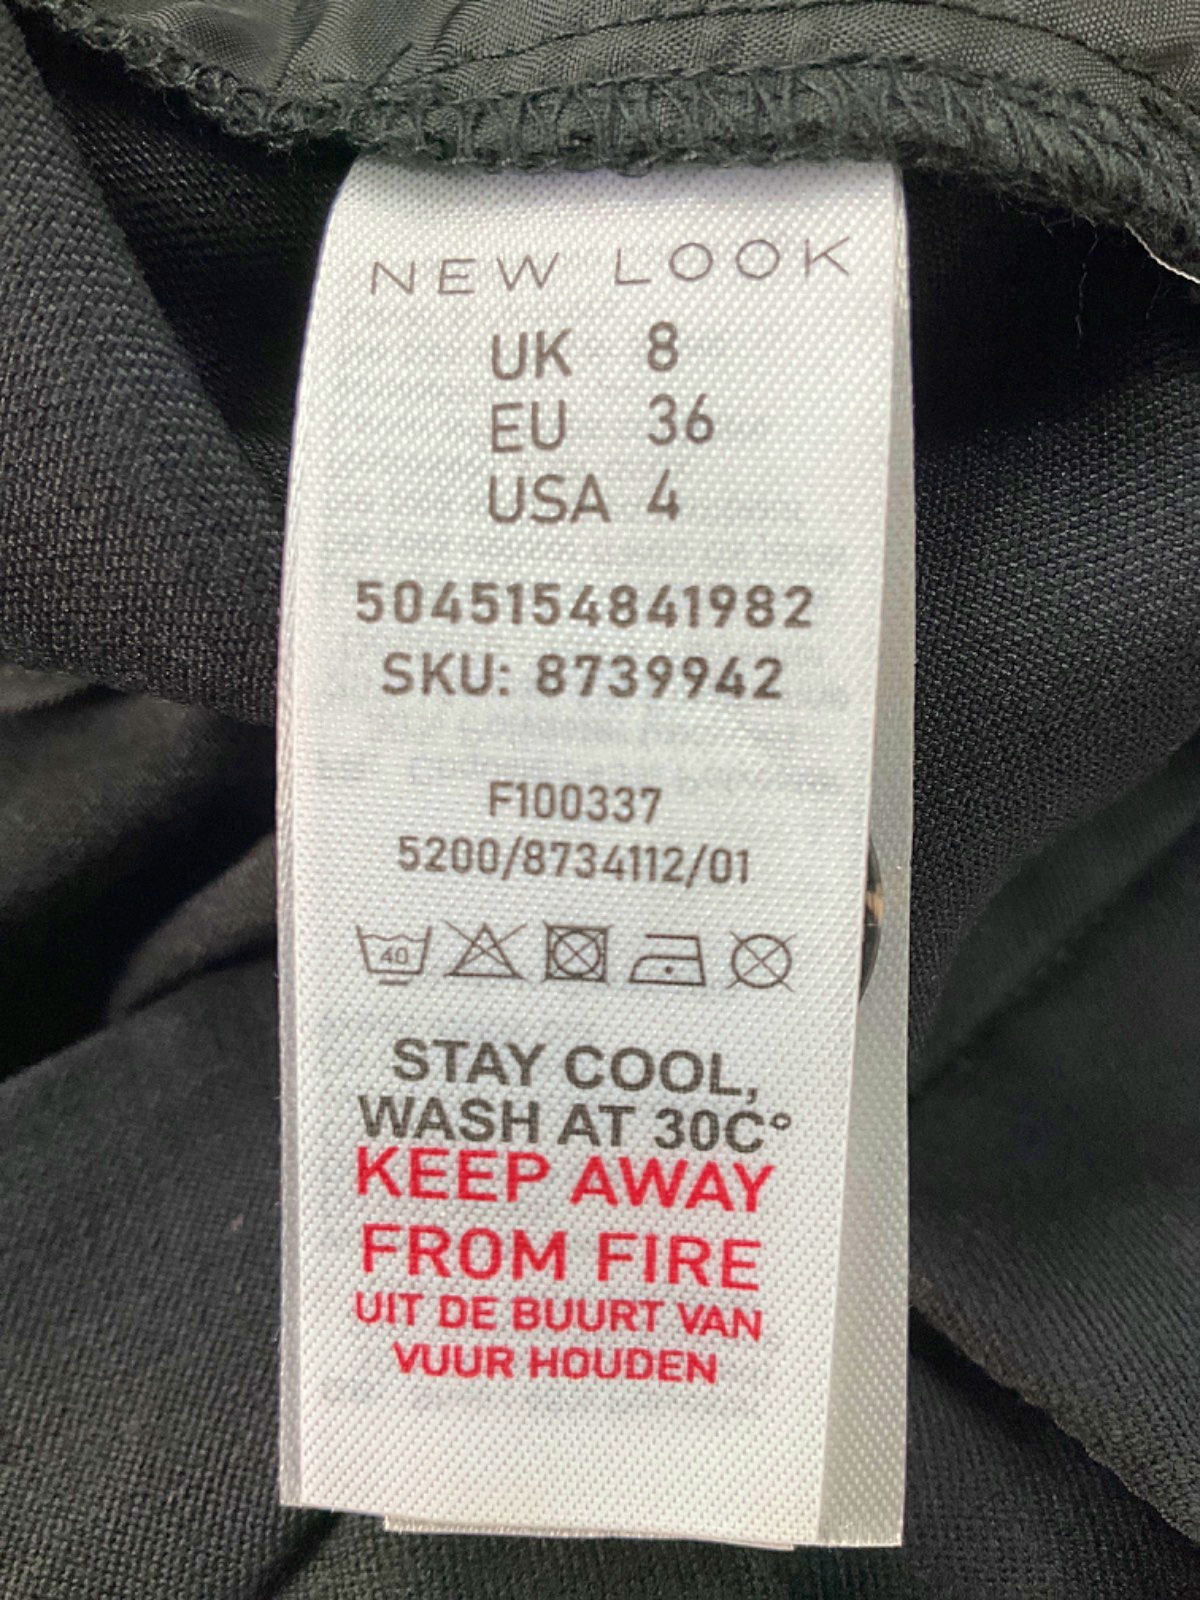 NEW LOOK
UK 8
EU 36
USA 4
5045154841982
SKU: 8739942
F100337
5200/8734112/01
40
STAY COOL,
WASH AT 30C°
KEEP AWAY
FROM FIRE
UIT DE BUURT VAN
VUUR HOUDEN